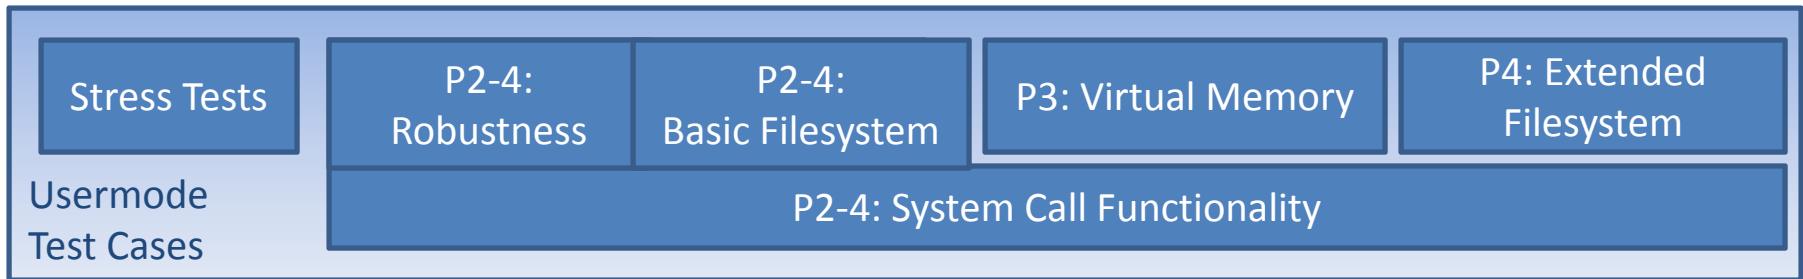 Stress Tests
P2-4:
Robustness
P2-4:
Basic Filesystem
P3: Virtual Memory
P4: Extended
Filesystem
P2-4: System Call Functionality
Usermode
Test Cases